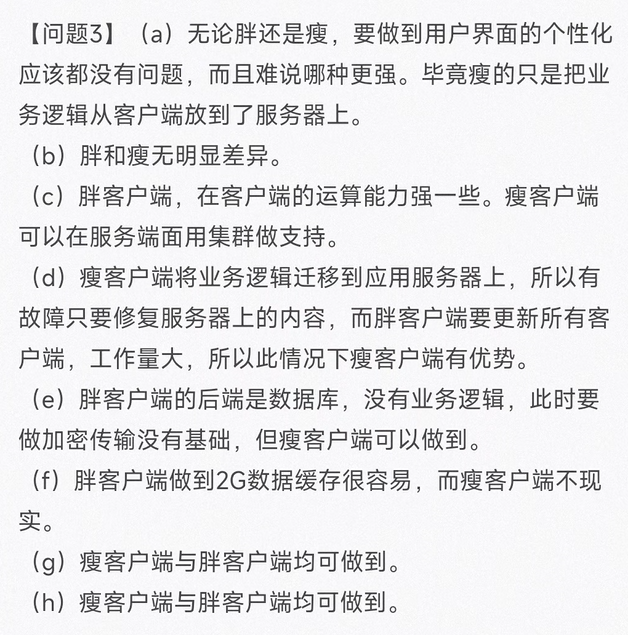 【问题3】（a）无论胖还是瘦，要做到用户界面的个性化
应该都没有问题，而且难说哪种更强。毕竟瘦的只是把业
务逻辑从客户端放到了服务器上。
（b）胖和瘦无明显差异。
（c）胖客户端，在客户端的运算能力强一些。瘦客户端
可以在服务端面用集群做支持。
（d）瘦客户端将业务逻辑迁移到应用服务器上，所以有
故障只要修复服务器上的内容，而胖客户端要更新所有客
户端，工作量大，所以此情况下瘦客户端有优势。
（e）胖客户端的后端是数据库，没有业务逻辑，此时要
做加密传输没有基础，但瘦客户端可以做到。
（f）胖客户端做到2G数据缓存很容易，而瘦客户端不现
实。
（g）瘦客户端与胖客户端均可做到。
（h）瘦客户端与胖客户端均可做到。